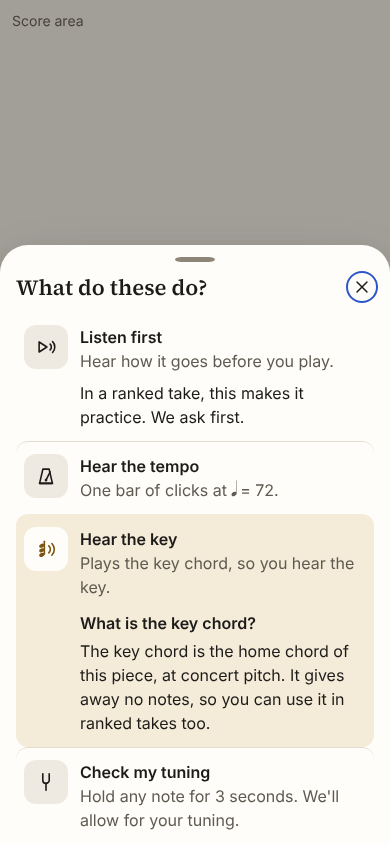 Score area
What do these do?
Listen first
Hear how it goes before you play.
In a ranked take, this makes it
practice. We ask first.
Hear the tempo
One bar of clicks at ♩ = 72.
Hear the key
Plays the key chord, so you hear the
key.
What is the key chord?
The key chord is the home chord of
this piece, at concert pitch. It gives
away no notes, so you can use it in
ranked takes too.
Check my tuning
Hold any note for 3 seconds. We'll
allow for your tuning.